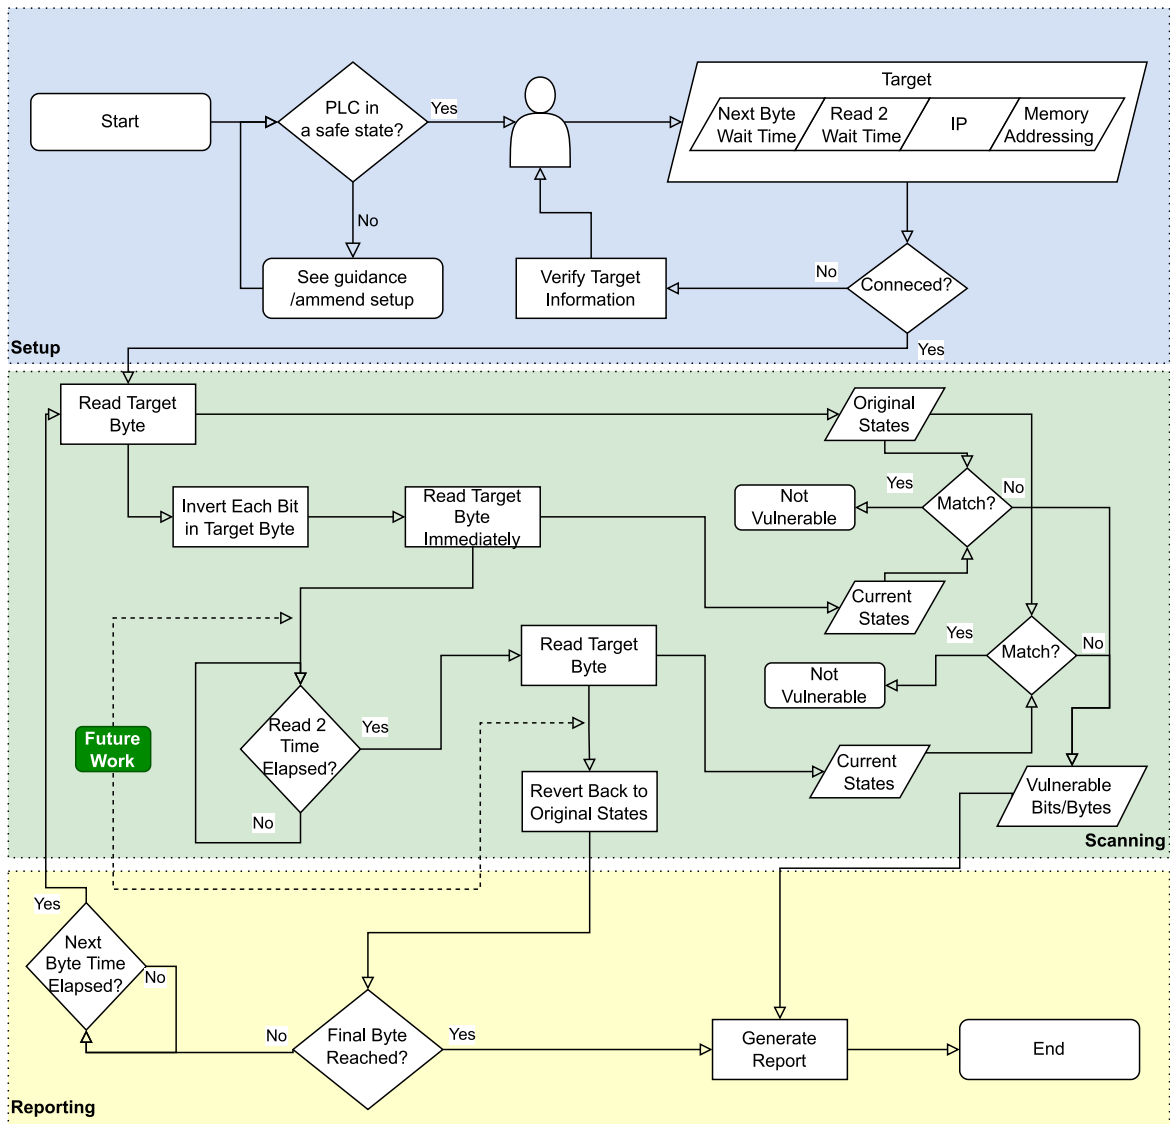 Start
PLC in
a safe state?
Yes
No
See guidance
/ammend setup
Target
Next Byte
Wait Time
Read 2
Wait Time
IP
Memory
Addressing
Conneced?
No
Verify Target
Information
Yes
Setup
Read Target
Byte
Original
States
Invert Each Bit
in Target Byte
Read Target
Byte
Immediately
Not
Vulnerable
Yes
Match?
No
Current
States
Read Target
Byte
Yes
Match?
No
Not
Vulnerable
Future
Work
Read 2
Time
Elapsed?
Yes
No
Current
States
Revert Back to
Original States
Vulnerable
Bits/Bytes
Scanning
Yes
Next
Byte Time
Elapsed?
No
No
Final Byte
Reached?
Yes
Generate
Report
End
Reporting